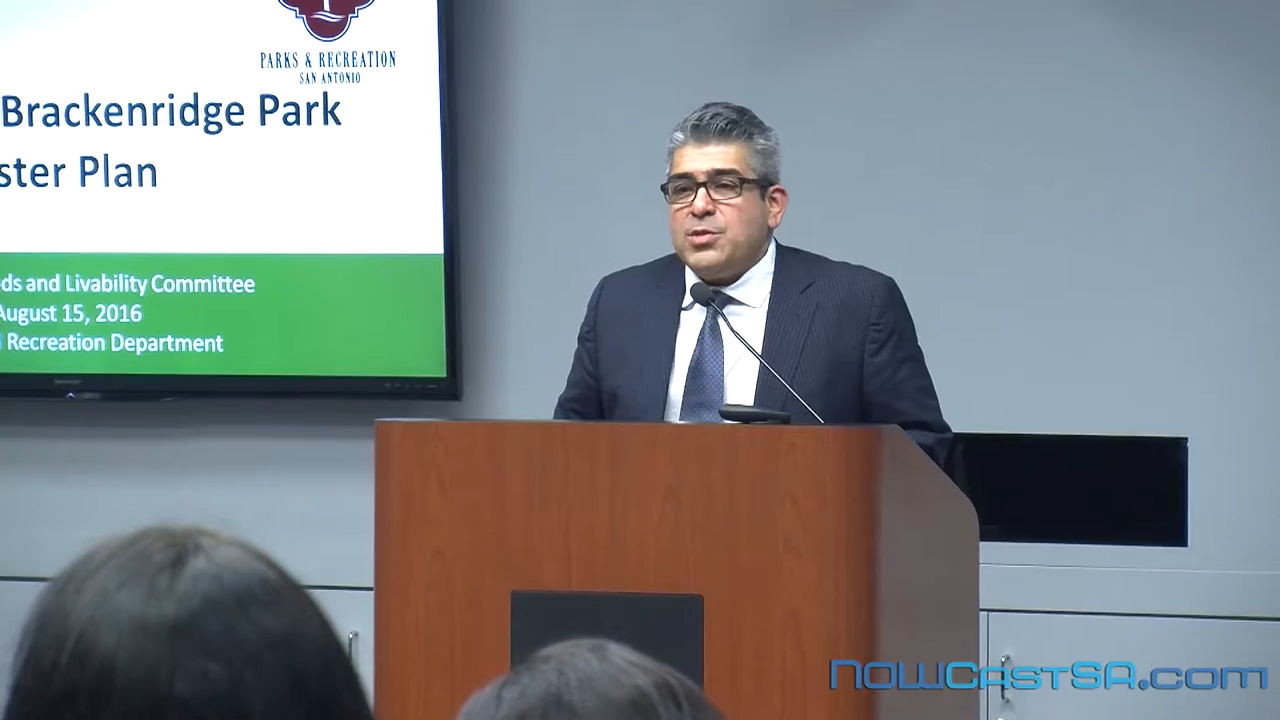 PARKS & RECREATION
SAN ANTONIO
Brackenridge Park
ster Plan
ds and Livability Committee
August 15, 2016
Recreation Department
NOWCastSA.com